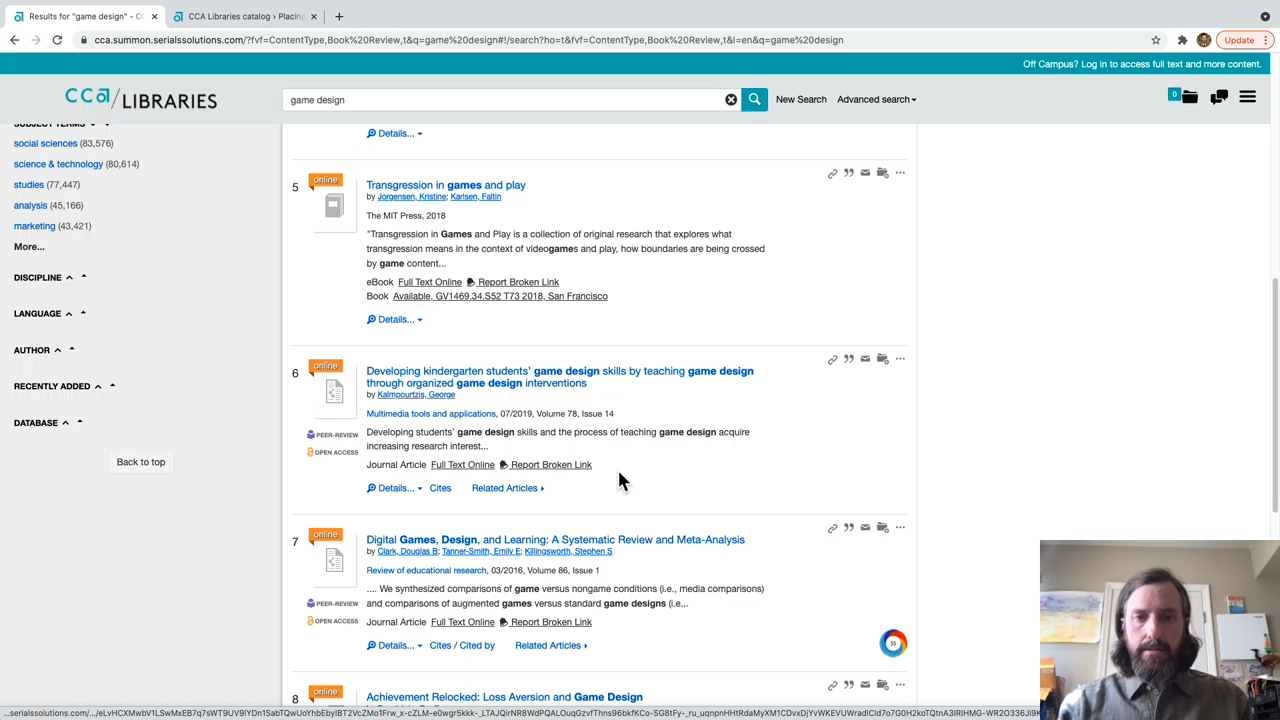 Results for "game design" - CC
CCA Libraries catalog › Placing
cca.summon.serialssolutions.com/?fvf=ContentType,Book%20Review,t&q=game%20design#!/search?ho=t&fvf=ContentType,Book%20Review,t&l=en&q=game%20design
Update
Off Campus? Log in to access full text and more content.
cca/LIBRARIES
game design
New Search
Advanced search
0
SUBJECT TERMS
social sciences (83,576)
science & technology (80,614)
studies (77,447)
analysis (45,166)
marketing (43,421)
More...
DISCIPLINE
LANGUAGE
AUTHOR
RECENTLY ADDED
DATABASE
Back to top
Details...
5
online
Transgression in games and play
by Jorgensen, Kristine; Karlsen, Faltin
The MIT Press, 2018
"Transgression in Games and Play is a collection of original research that explores what
transgression means in the context of videogames and play, how boundaries are being crossed
by game content...
eBook Full Text Online Report Broken Link
Book Available, GV1469.34.S52 T73 2018, San Francisco
Details...
6
online
Developing kindergarten students' game design skills by teaching game design
through organized game design interventions
by Kalmpourtzis, George
Multimedia tools and applications, 07/2019, Volume 78, Issue 14
PEER-REVIEW
OPEN ACCESS
Developing students' game design skills and the process of teaching game design acquire
increasing research interest...
Journal Article Full Text Online Report Broken Link
Details... Cites Related Articles
7
online
Digital Games, Design, and Learning: A Systematic Review and Meta-Analysis
by Clark, Douglas B; Tanner-Smith, Emily E; Killingsworth, Stephen S
Review of educational research, 03/2016, Volume 86, Issue 1
PEER-REVIEW
OPEN ACCESS
.... We synthesized comparisons of game versus nongame conditions (i.e., media comparisons)
and comparisons of augmented games versus standard game designs (i.e...
Journal Article Full Text Online Report Broken Link
Details... Cites / Cited by Related Articles
55
8
online
Achievement Relocked: Loss Aversion and Game Design